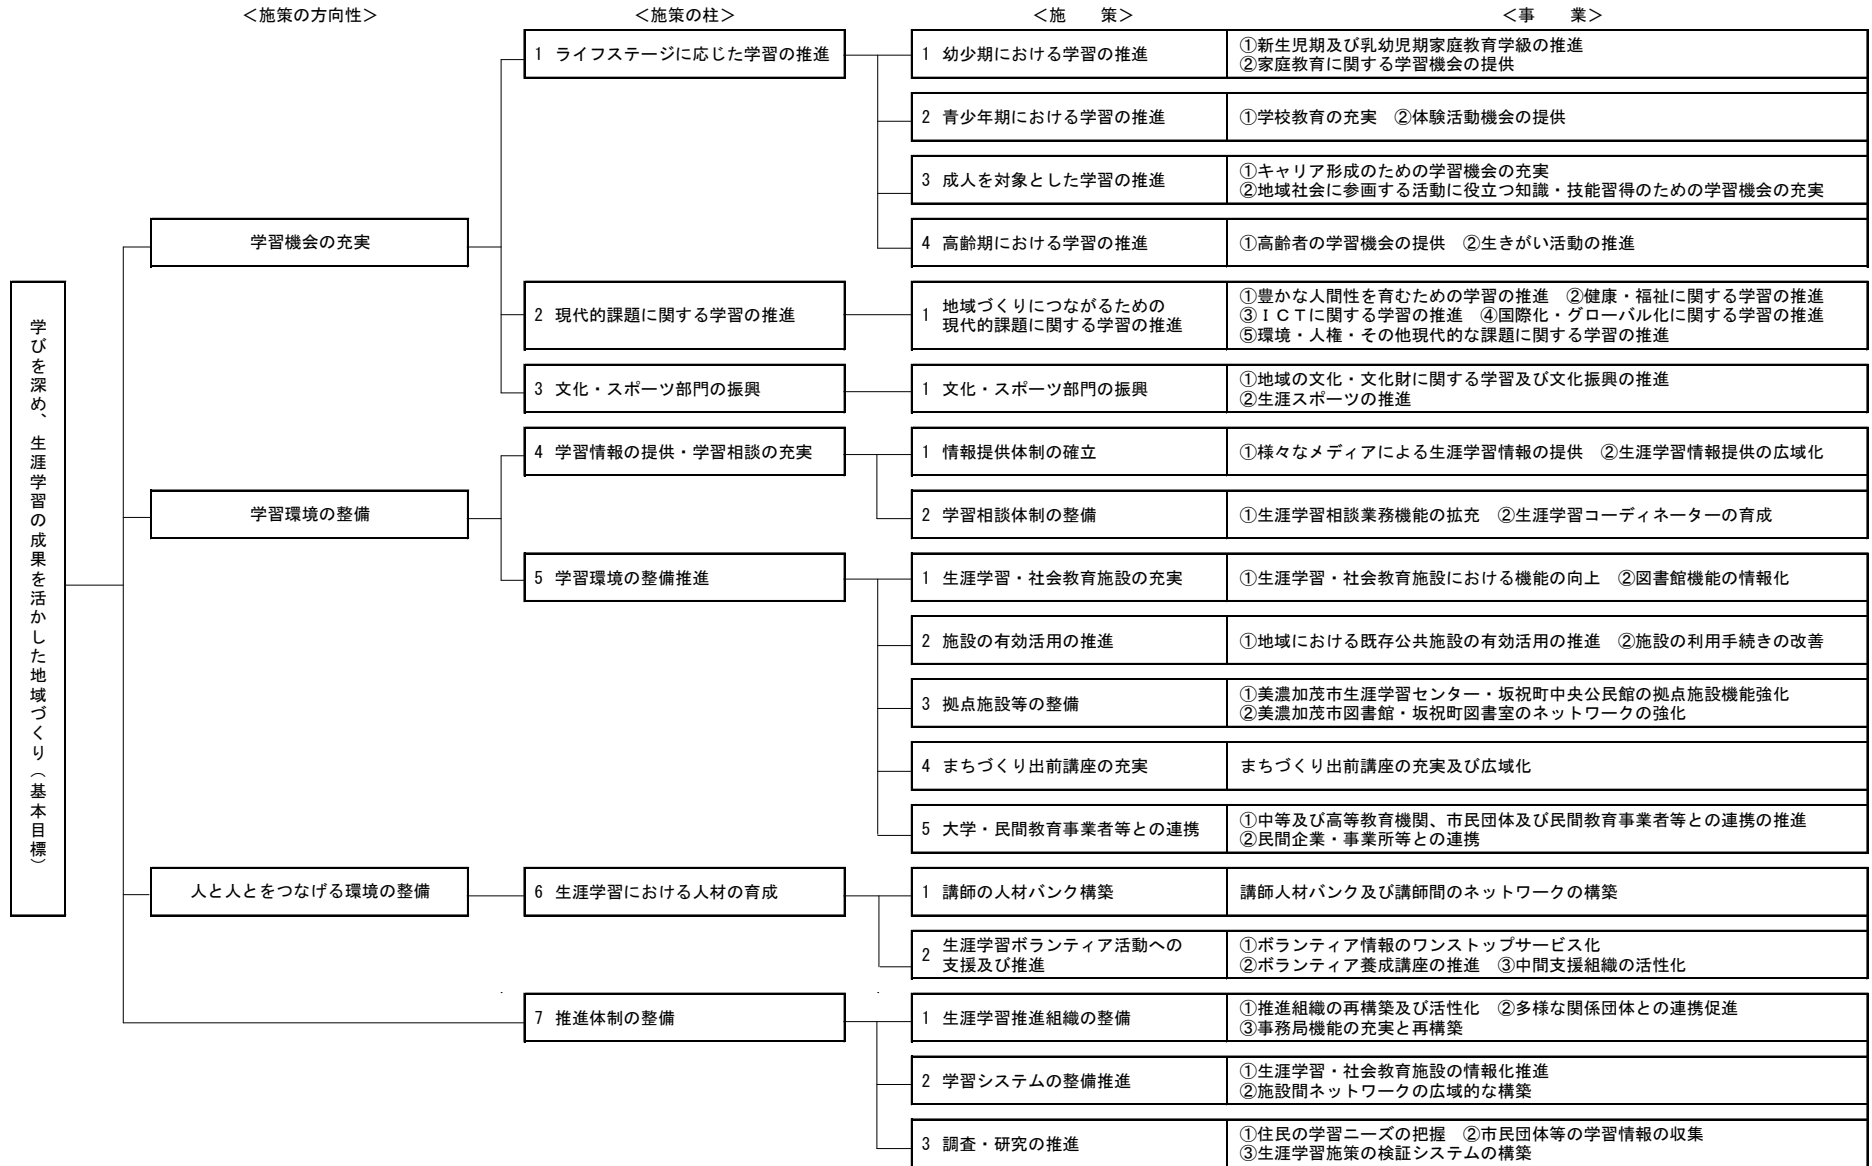 ＜施策の方向性＞
＜施策の柱＞
＜施　　策＞
＜事　　業＞
学びを深め、生涯学習の成果を活かした地域づくり（基本目標）
学習機会の充実
1 ライフステージに応じた学習の推進
1 幼少期における学習の推進
①新生児期及び乳幼児期家庭教育学級の推進
②家庭教育に関する学習機会の提供
2 青少年期における学習の推進
①学校教育の充実　②体験活動機会の提供
3 成人を対象とした学習の推進
①キャリア形成のための学習機会の充実
②地域社会に参画する活動に役立つ知識・技能習得のための学習機会の充実
4 高齢期における学習の推進
①高齢者の学習機会の提供　②生きがい活動の推進
2 現代的課題に関する学習の推進
1 地域づくりにつながるための
現代的課題に関する学習の推進
①豊かな人間性を育むための学習の推進　②健康・福祉に関する学習の推進
③ＩＣＴに関する学習の推進　④国際化・グローバル化に関する学習の推進
⑤環境・人権・その他現代的な課題に関する学習の推進
3 文化・スポーツ部門の振興
1 文化・スポーツ部門の振興
①地域の文化・文化財に関する学習及び文化振興の推進
②生涯スポーツの推進
学習環境の整備
4 学習情報の提供・学習相談の充実
1 情報提供体制の確立
①様々なメディアによる生涯学習情報の提供　②生涯学習情報提供の広域化
2 学習相談体制の整備
①生涯学習相談業務機能の拡充　②生涯学習コーディネーターの育成
5 学習環境の整備推進
1 生涯学習・社会教育施設の充実
①生涯学習・社会教育施設における機能の向上　②図書館機能の情報化
2 施設の有効活用の推進
①地域における既存公共施設の有効活用の推進　②施設の利用手続きの改善
3 拠点施設等の整備
①美濃加茂市生涯学習センター・坂祝町中央公民館の拠点施設機能強化
②美濃加茂市図書館・坂祝町図書室のネットワークの強化
4 まちづくり出前講座の充実
まちづくり出前講座の充実及び広域化
5 大学・民間教育事業者等との連携
①中等及び高等教育機関、市民団体及び民間教育事業者等との連携の推進
②民間企業・事業所等との連携
人と人とをつなげる環境の整備
6 生涯学習における人材の育成
1 講師の人材バンク構築
講師人材バンク及び講師間のネットワークの構築
2 生涯学習ボランティア活動への
支援及び推進
①ボランティア情報のワンストップサービス化
②ボランティア養成講座の推進　③中間支援組織の活性化
7 推進体制の整備
1 生涯学習推進組織の整備
①推進組織の再構築及び活性化　②多様な関係団体との連携促進
③事務局機能の充実と再構築
2 学習システムの整備推進
①生涯学習・社会教育施設の情報化推進
②施設間ネットワークの広域的な構築
3 調査・研究の推進
①住民の学習ニーズの把握　②市民団体等の学習情報の収集
③生涯学習施策の検証システムの構築